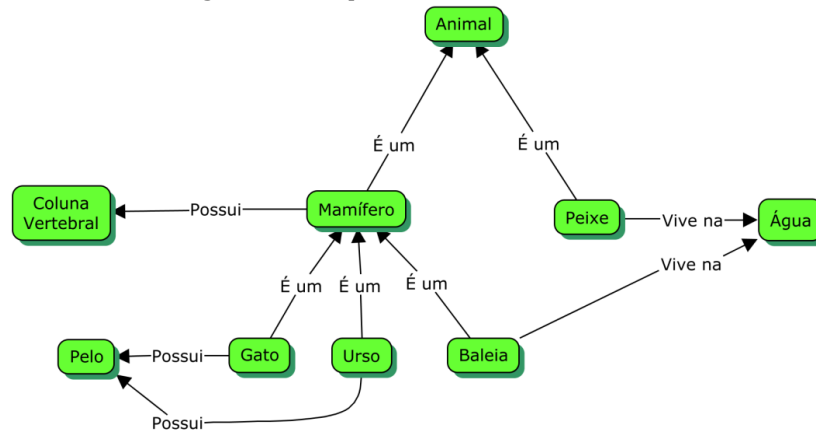 Animal
É um
É um
Coluna
Vertebral
Possui
Mamífero
Peixe
Vive na
Água
É um
É um
É um
Vive na
Pelo
Possui
Gato
Urso
Baleia
Possui